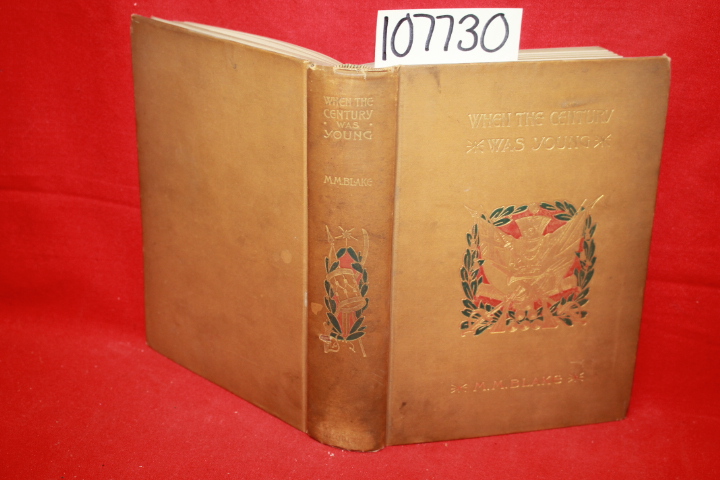 107730
WHEN THE
CENTURY
• WAS •
YOUNG
M.M.BLAKE
WHEN THE CENTURY
WAS YOUNG
M.M.BLAKE